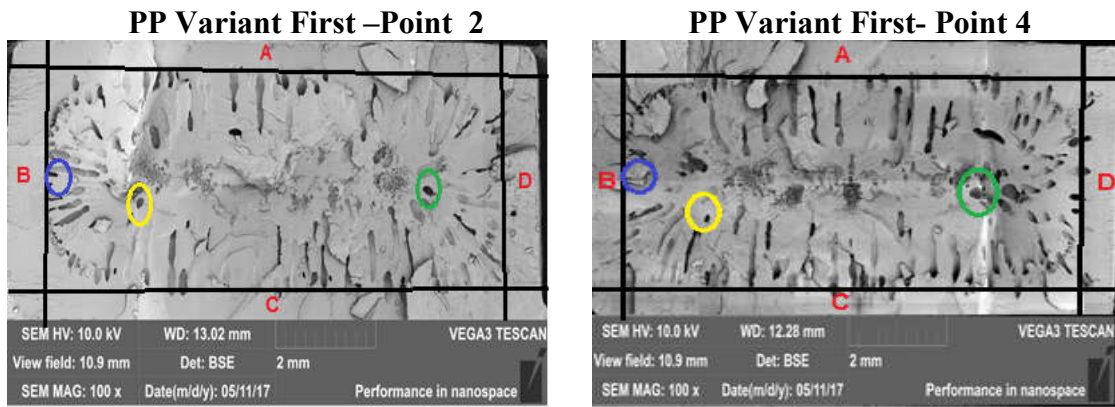 PP Variant First –Point 2
A
B
D
C
SEM HV: 10.0 kV WD: 13.02 mm VEGA3 TESCAN
View field: 10.9 mm Det: BSE 2 mm
SEM MAG: 100 x Date(m/d/y): 05/11/17 Performance in nanospace
PP Variant First- Point 4
A
B
D
C
SEM HV: 10.0 kV WD: 12.28 mm VEGA3 TESCAN
View field: 10.9 mm Det: BSE 2 mm
SEM MAG: 100 x Date(m/d/y): 05/11/17 Performance in nanospace